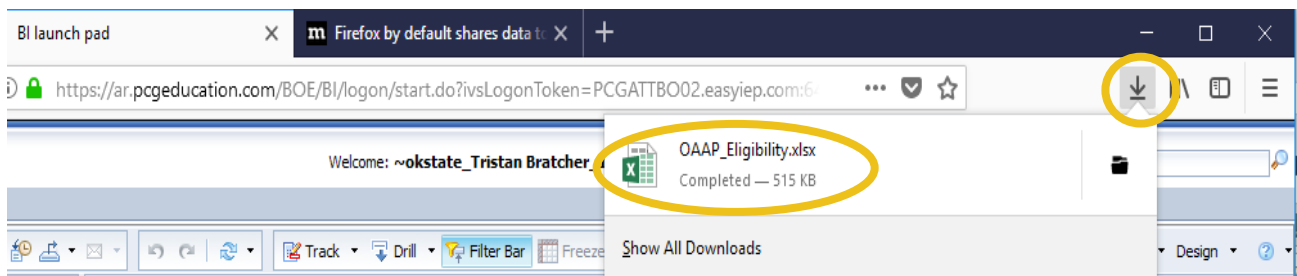 BI launch pad
m Firefox by default shares data to
https://ar.pcgeducation.com/BOE/BI/logon/start.do?ivsLogonToken=PCGATTBO02.easyiep.com:6
Welcome: ~okstate_Tristan Bratcher_
OAAP_Eligibility.xlsx
Completed — 515 KB
Track Drill Filter Bar Freeze
Show All Downloads
Design